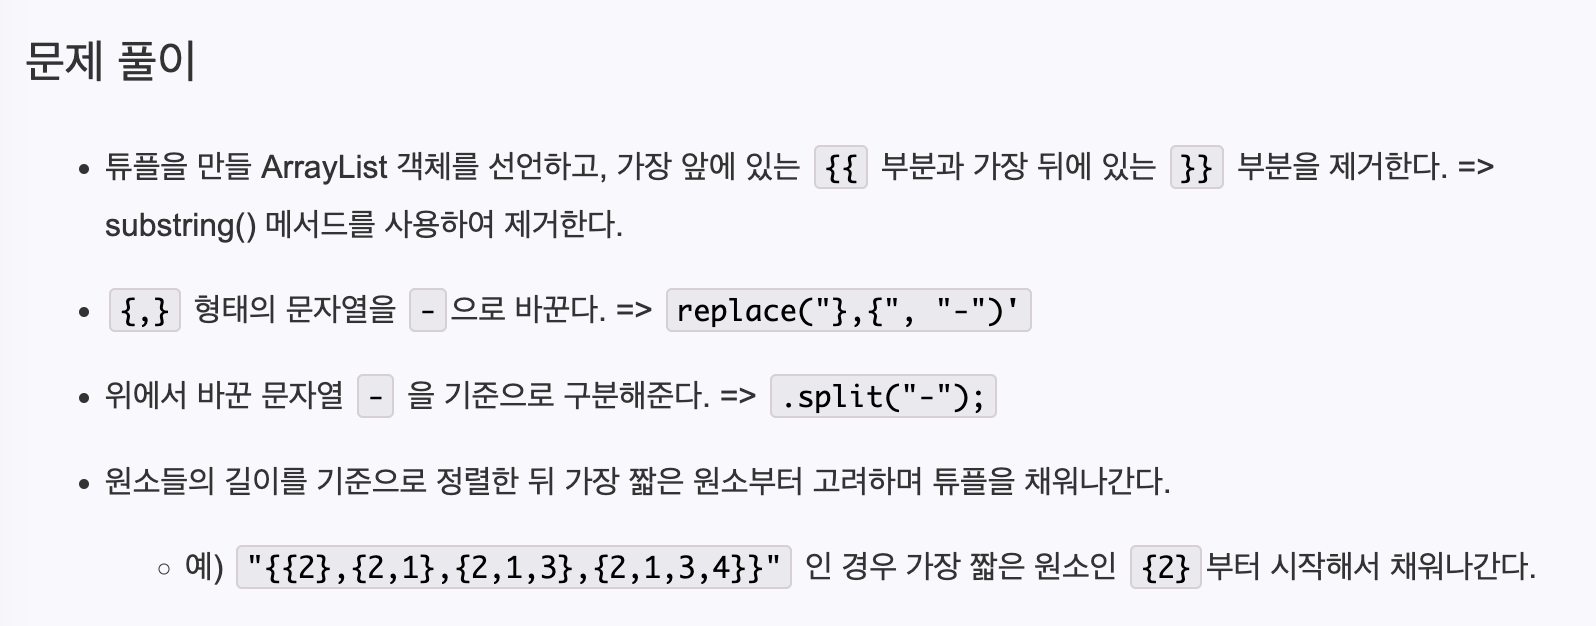 문제 풀이
• 튜플을 만들 ArrayList 객체를 선언하고, 가장 앞에 있는 {{ 부분과 가장 뒤에 있는 }} 부분을 제거한다. =>
substring() 메서드를 사용하여 제거한다.
• {,} 형태의 문자열을 - 으로 바꾼다. => replace("},{", "-")'
• 위에서 바꾼 문자열 - 을 기준으로 구분해준다. => .split("-");
• 원소들의 길이를 기준으로 정렬한 뒤 가장 짧은 원소부터 고려하며 튜플을 채워나간다.
◦ 예) "{{2},{2,1},{2,1,3},{2,1,3,4}}" 인 경우 가장 짧은 원소인 {2} 부터 시작해서 채워나간다.